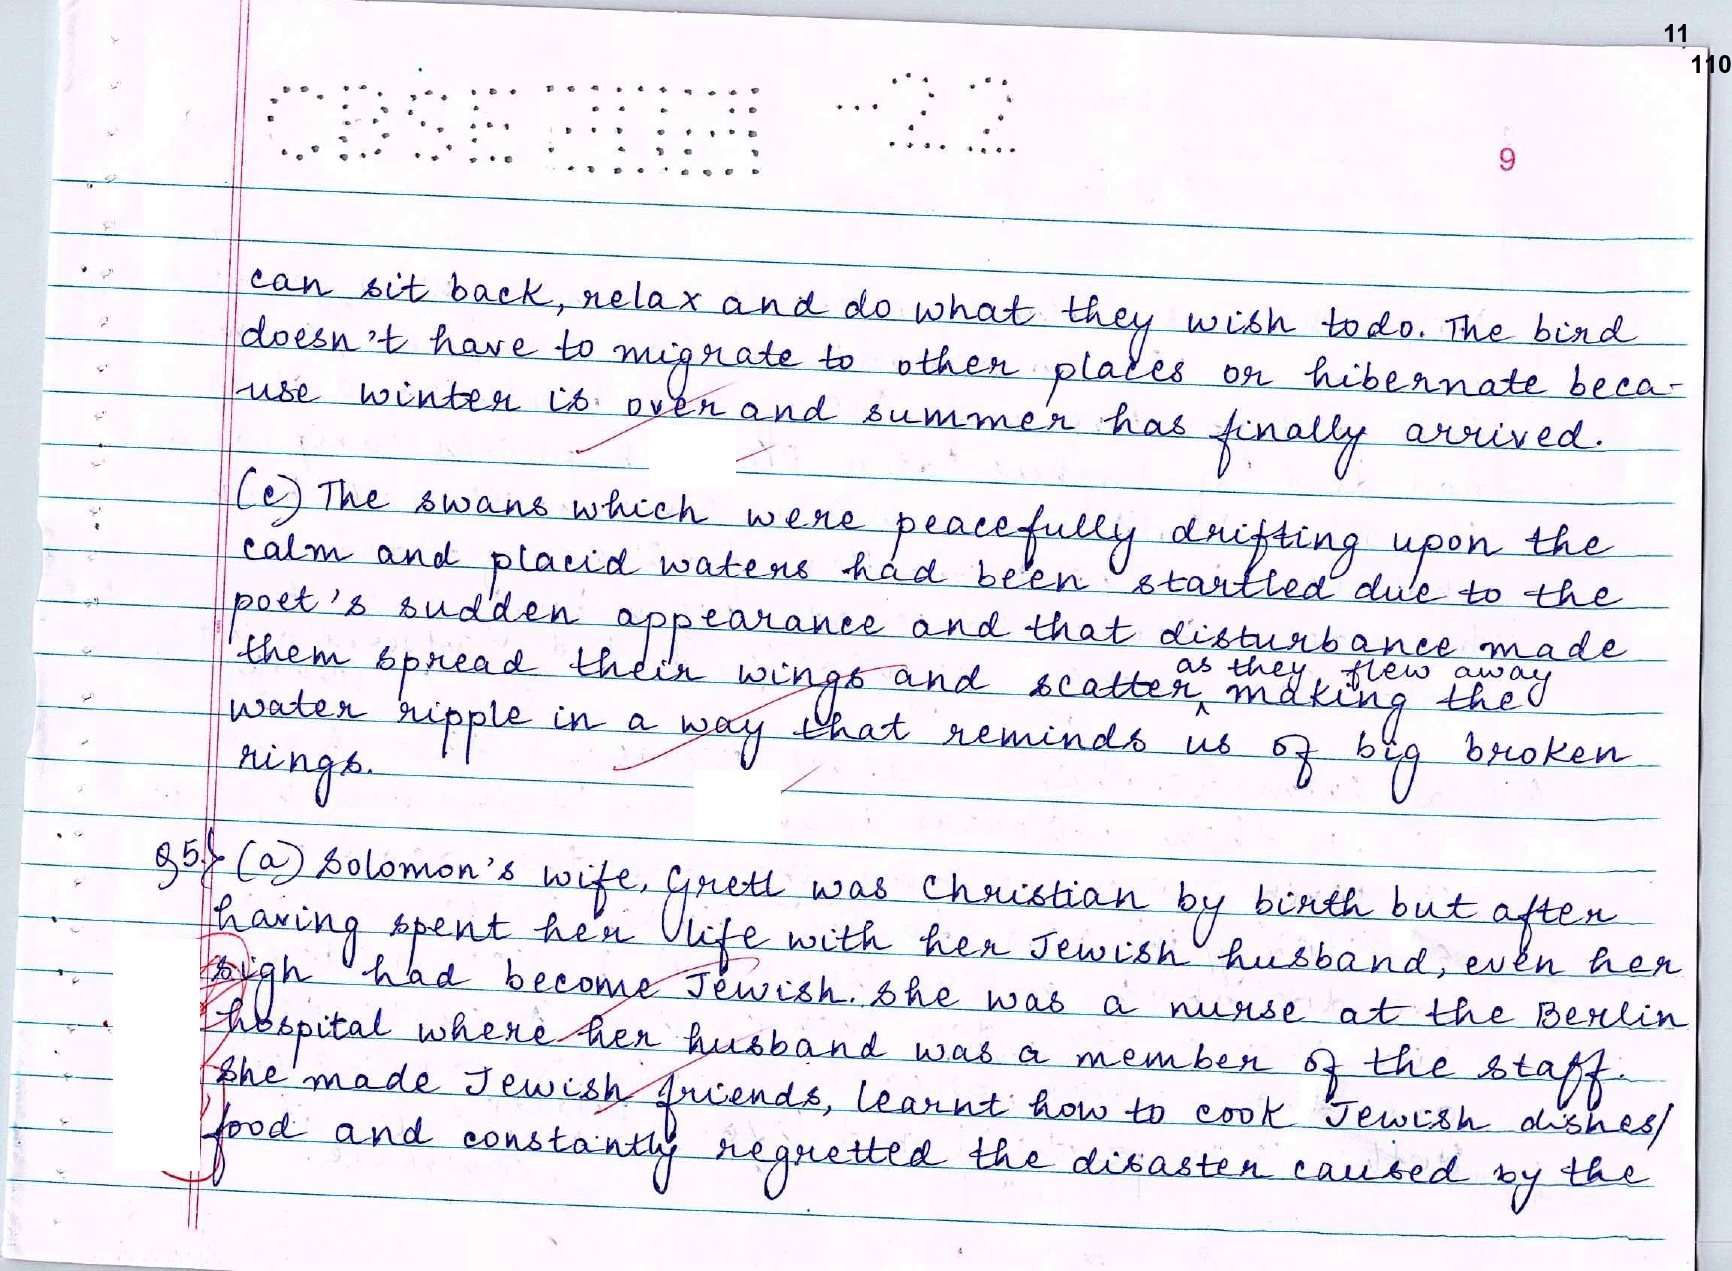 11
110
CBSE
-22
9
can sit back, relax and do what they wish to do. The bird
doesn't have to migrate to other places or hibernate beca-
use winter is over and summer has finally arrived.
(c) The swans which were peacefully drifting upon the
calm and placid waters had been startled due to the
poet's sudden appearance and that disturbance made
them spread their wings and scatter as they flew away making the
water ripple in a way that reminds us of big broken
rings.
Q5} (a) Solomon's wife, Gretl was Christian by birth but after
having spent her life with her Jewish husband, even her
sigh had become Jewish. She was a nurse at the Berlin
hospital where her husband was a member of the staff.
She made Jewish friends, learnt how to cook Jewish dishes/
food and constantly regretted the disaster caused by the